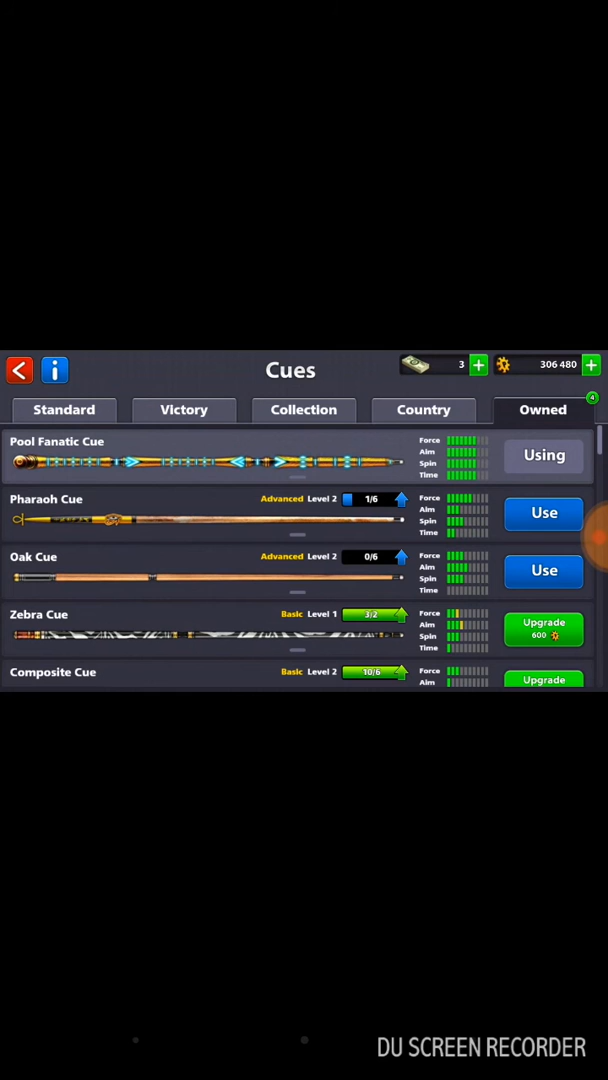 Cues
3
306 480
Standard
Victory
Collection
Country
Owned
4
Pool Fanatic Cue
Force
Aim
Spin
Time
Using
Pharaoh Cue
Advanced Level 2
1/6
Force
Aim
Spin
Time
Use
Oak Cue
Advanced Level 2
0/6
Force
Aim
Spin
Time
Use
Zebra Cue
Basic Level 1
3/2
Force
Aim
Spin
Time
Upgrade
600
Composite Cue
Basic Level 2
10/6
Force
Aim
Upgrade
DU SCREEN RECORDER